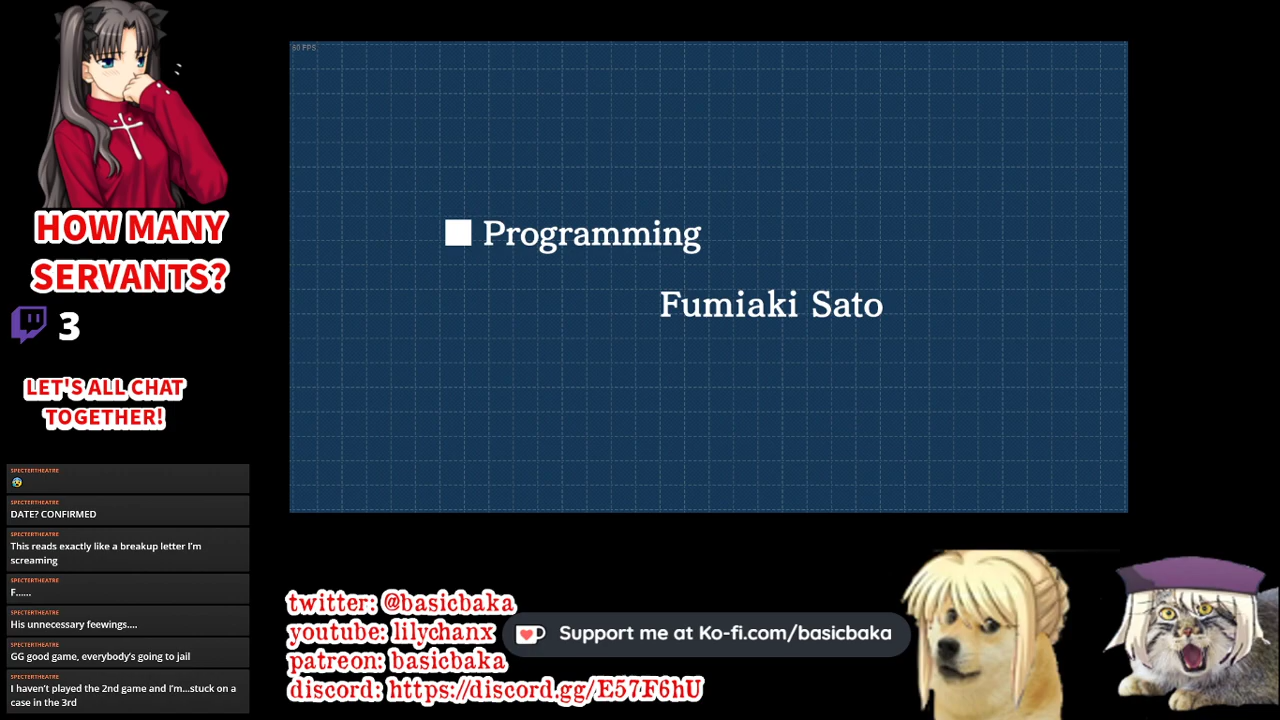 HOW MANY
SERVANTS?
3
LET'S ALL CHAT
TOGETHER!
SPECTERTHEATRE
SPECTERTHEATRE
DATE? CONFIRMED
SPECTERTHEATRE
This reads exactly like a breakup letter I'm
screaming
SPECTERTHEATRE
F......
SPECTERTHEATRE
His unnecessary feewings....
SPECTERTHEATRE
GG good game, everybody's going to jail
SPECTERTHEATRE
I haven't played the 2nd game and I'm...stuck on a
case in the 3rd
60 FPS
■ Programming
Fumiaki Sato
twitter: @basicbaka
youtube: lilychanx
patreon: basicbaka
discord: https://discord.gg/E57F6hU
Support me at Ko-fi.com/basicbaka